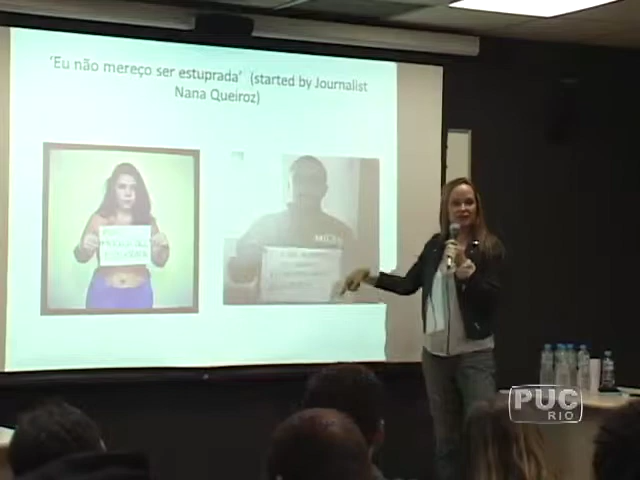 'Eu não mereço ser estuprada' (started by Journalist
Nana Queiroz)
PUC
RIO